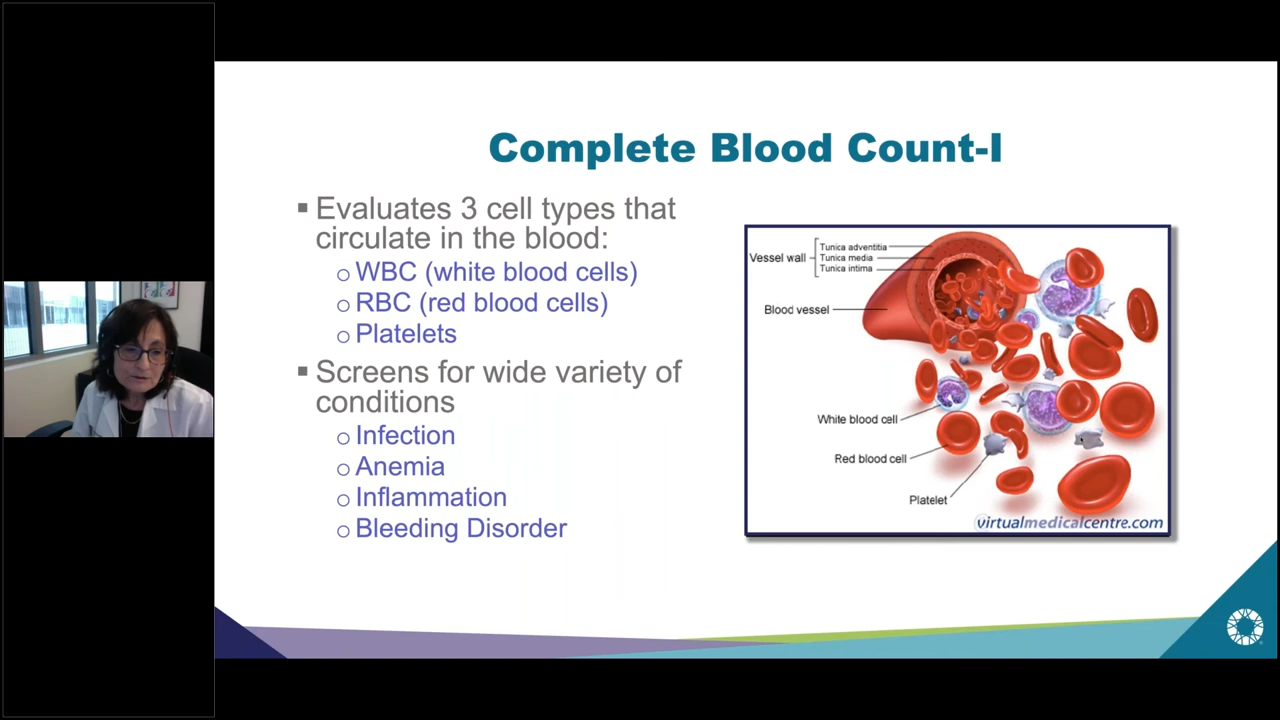 Complete Blood Count-I
▪ Evaluates 3 cell types that
circulate in the blood:
o WBC (white blood cells)
o RBC (red blood cells)
o Platelets
▪ Screens for wide variety of
conditions
o Infection
o Anemia
o Inflammation
o Bleeding Disorder
Vessel wall
Tunica adventitia
Tunica media
Tunica intima
Blood vessel
White blood cell
Red blood cell
Platelet
virtualmedicalcentre.com